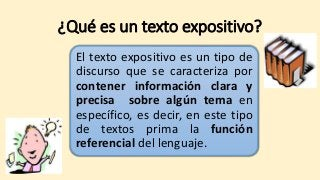 ¿Qué es un texto expositivo?
El texto expositivo es un tipo de
discurso que se caracteriza por
contener información clara y
precisa sobre algún tema en
específico, es decir, en este tipo
de textos prima la función
referencial del lenguaje.